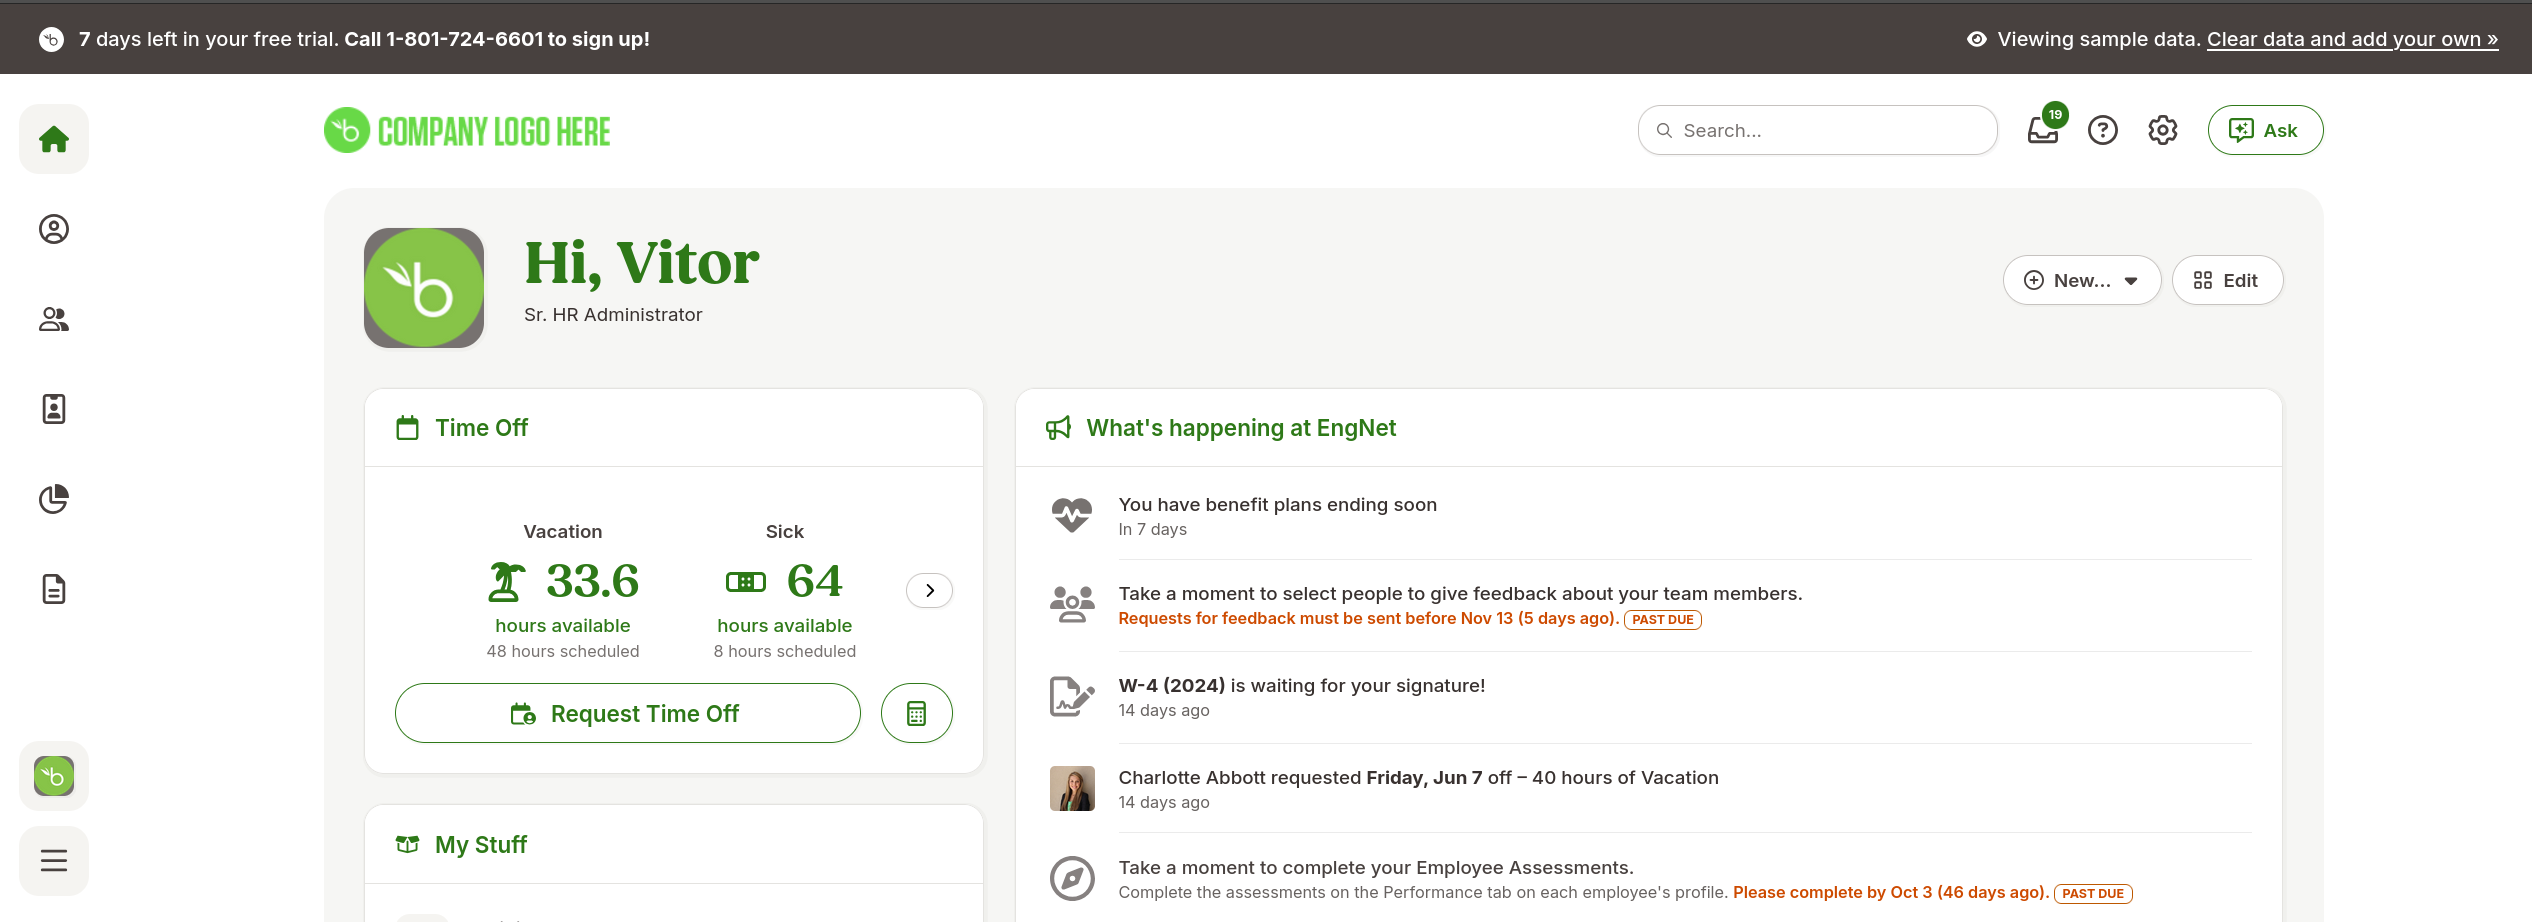 7 days left in your free trial. Call 1-801-724-6601 to sign up!
Viewing sample data. Clear data and add your own »
COMPANY LOGO HERE
Search...
19
Ask
Hi, Vitor
Sr. HR Administrator
New...
Edit
Time Off
Vacation
33.6
hours available
48 hours scheduled
Sick
64
hours available
8 hours scheduled
Request Time Off
My Stuff
What's happening at EngNet
You have benefit plans ending soon
In 7 days
Take a moment to select people to give feedback about your team members.
Requests for feedback must be sent before Nov 13 (5 days ago). PAST DUE
W-4 (2024) is waiting for your signature!
14 days ago
Charlotte Abbott requested Friday, Jun 7 off – 40 hours of Vacation
14 days ago
Take a moment to complete your Employee Assessments.
Complete the assessments on the Performance tab on each employee's profile. Please complete by Oct 3 (46 days ago). PAST DUE